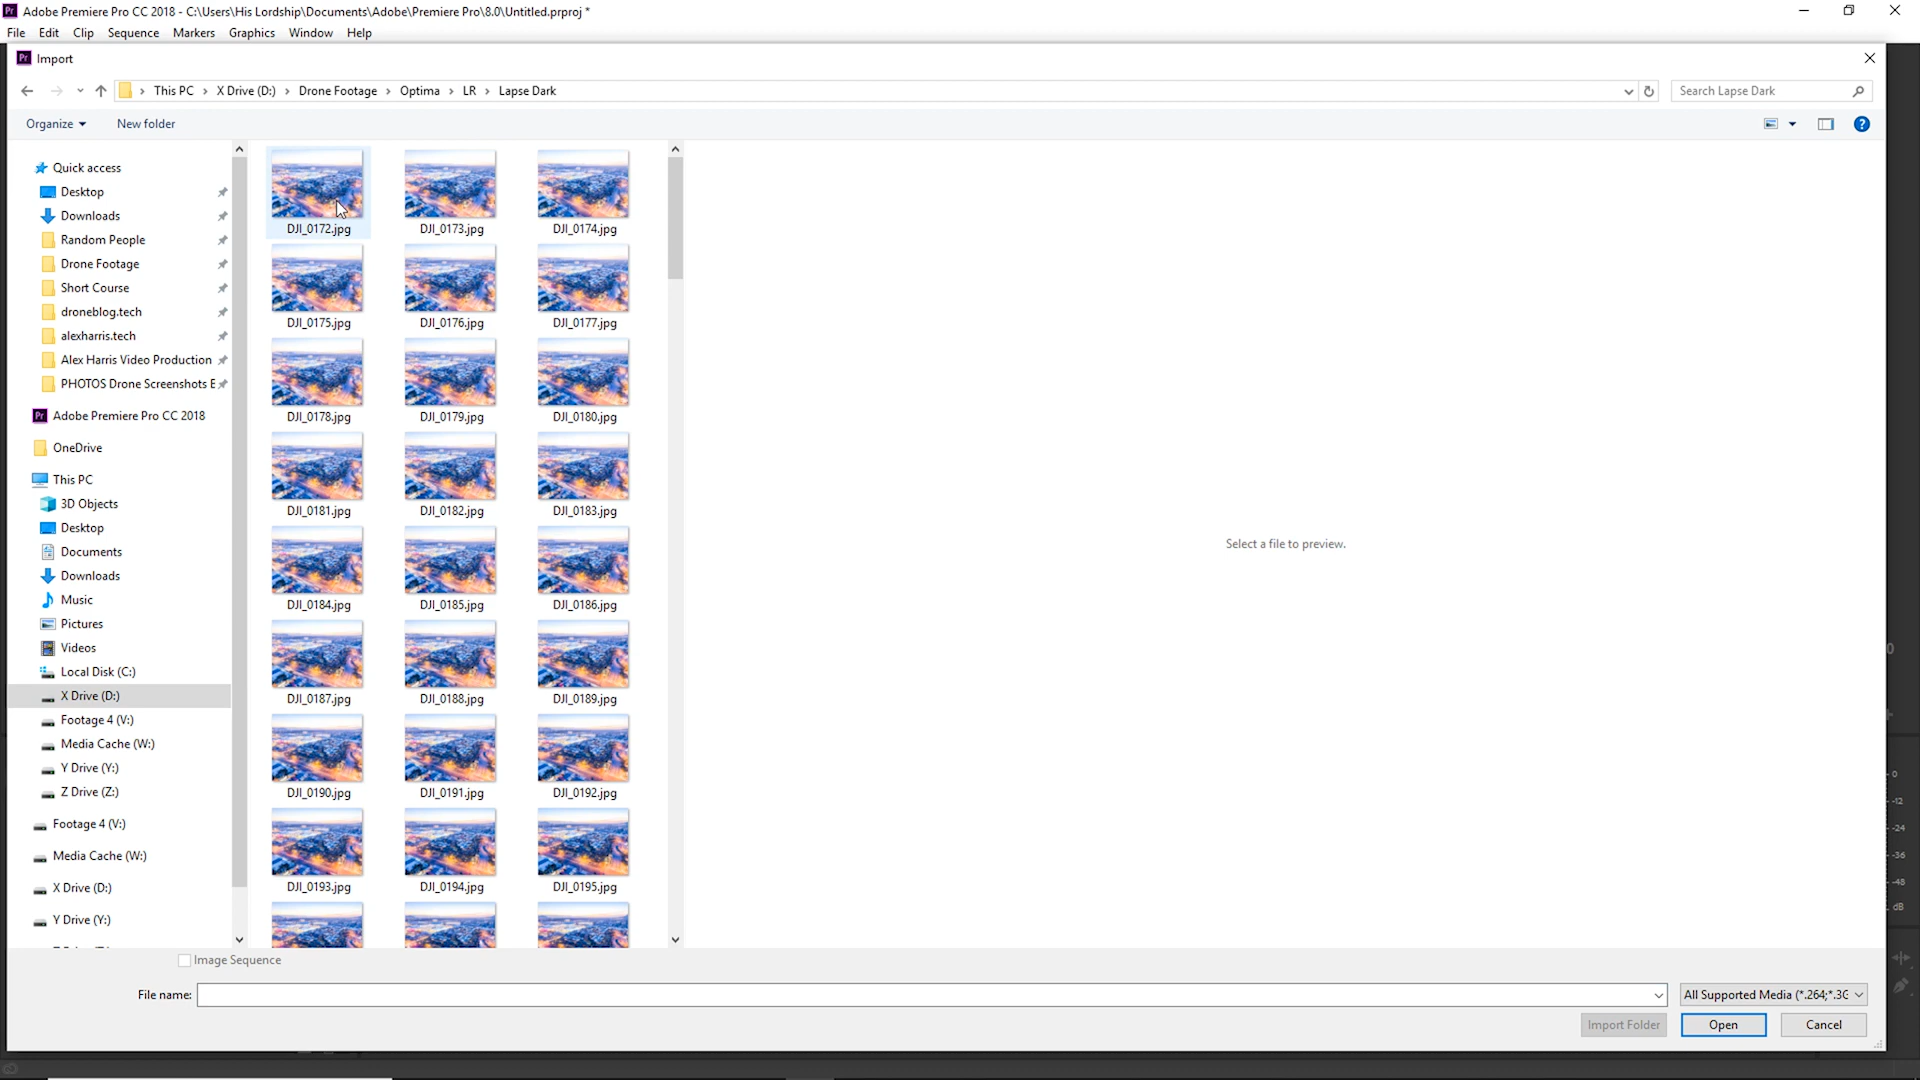 Adobe Premiere Pro CC 2018 - C:\Users\His Lordship\Documents\Adobe\Premiere Pro\8.0\Untitled.prproj *
File Edit Clip Sequence Markers Graphics Window Help
Pr Import
This PC › X Drive (D:) › Drone Footage › Optima › LR › Lapse Dark
Search Lapse Dark
Organize
New folder
Quick access
Desktop
Downloads
Random People
Drone Footage
Short Course
droneblog.tech
alexharris.tech
Alex Harris Video Production
PHOTOS Drone Screenshots E
Adobe Premiere Pro CC 2018
OneDrive
This PC
3D Objects
Desktop
Documents
Downloads
Music
Pictures
Videos
Local Disk (C:)
X Drive (D:)
Footage 4 (V:)
Media Cache (W:)
Y Drive (Y:)
Z Drive (Z:)
Footage 4 (V:)
Media Cache (W:)
X Drive (D:)
Y Drive (Y:)
DJI_0172.jpg DJI_0173.jpg DJI_0174.jpg
DJI_0175.jpg DJI_0176.jpg DJI_0177.jpg
DJI_0178.jpg DJI_0179.jpg DJI_0180.jpg
DJI_0181.jpg DJI_0182.jpg DJI_0183.jpg
DJI_0184.jpg DJI_0185.jpg DJI_0186.jpg
DJI_0187.jpg DJI_0188.jpg DJI_0189.jpg
DJI_0190.jpg DJI_0191.jpg DJI_0192.jpg
DJI_0193.jpg DJI_0194.jpg DJI_0195.jpg
Select a file to preview.
0
0
-12
-24
-36
-48
dB
Image Sequence
File name:
All Supported Media (*.264;*.3G
Import Folder
Open
Cancel